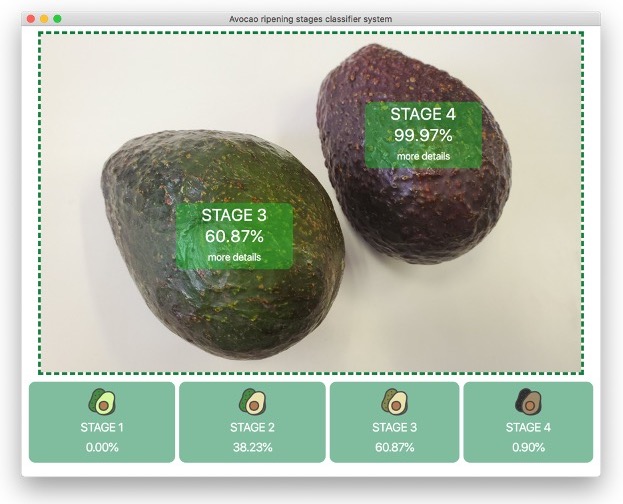 Avocao ripening stages classifier system
STAGE 4
99.97%
more details
STAGE 3
60.87%
more details
STAGE 1
0.00%
STAGE 2
38.23%
STAGE 3
60.87%
STAGE 4
0.90%